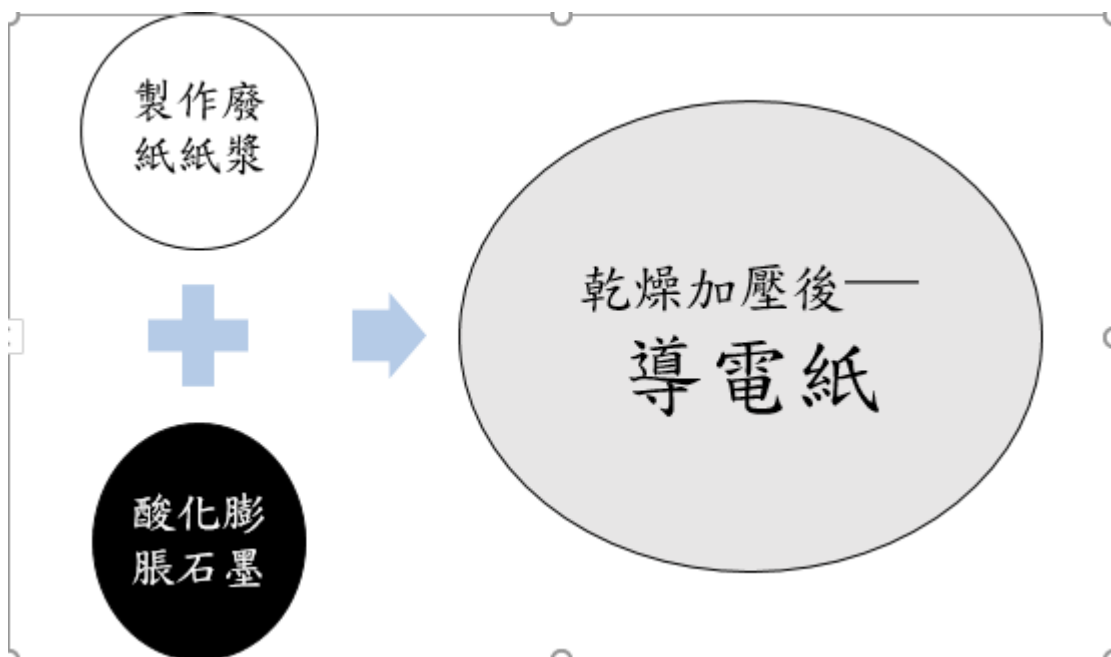 製作廢
紙紙漿
酸化膨
脹石墨
乾燥加壓後──
導電紙